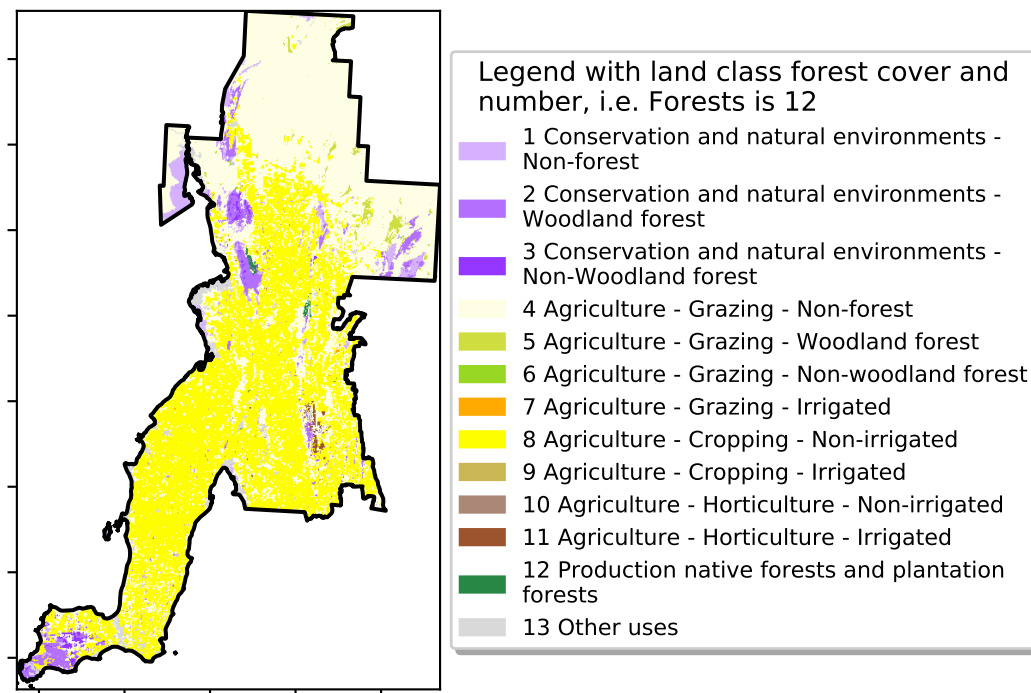 Legend with land class forest cover and
number, i.e. Forests is 12
1 Conservation and natural environments -
Non-forest
2 Conservation and natural environments -
Woodland forest
3 Conservation and natural environments -
Non-Woodland forest
4 Agriculture - Grazing - Non-forest
5 Agriculture - Grazing - Woodland forest
6 Agriculture - Grazing - Non-woodland forest
7 Agriculture - Grazing - Irrigated
8 Agriculture - Cropping - Non-irrigated
9 Agriculture - Cropping - Irrigated
10 Agriculture - Horticulture - Non-irrigated
11 Agriculture - Horticulture - Irrigated
12 Production native forests and plantation
forests
13 Other uses